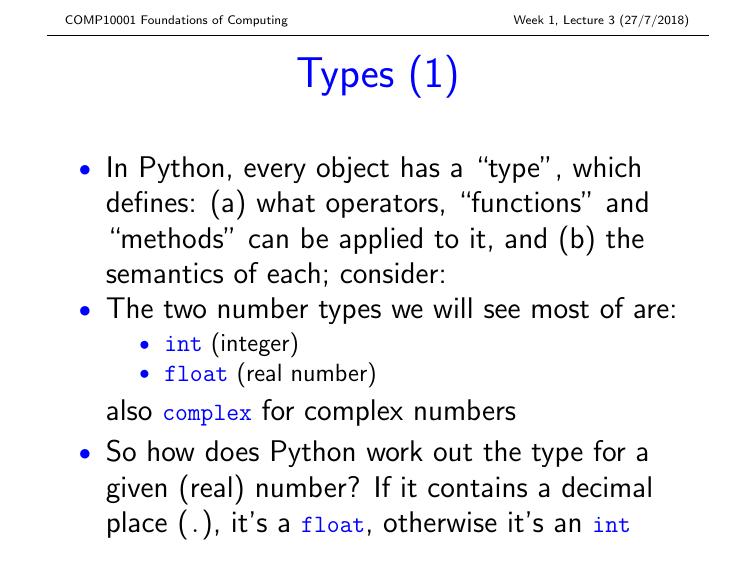 COMP10001 Foundations of Computing Week 1, Lecture 3 (27/7/2018)
Types (1)
• In Python, every object has a “type”, which
defines: (a) what operators, “functions” and
“methods” can be applied to it, and (b) the
semantics of each; consider:
• The two number types we will see most of are:
• int (integer)
• float (real number)
also complex for complex numbers
• So how does Python work out the type for a
given (real) number? If it contains a decimal
place (.), it's a float, otherwise it's an int